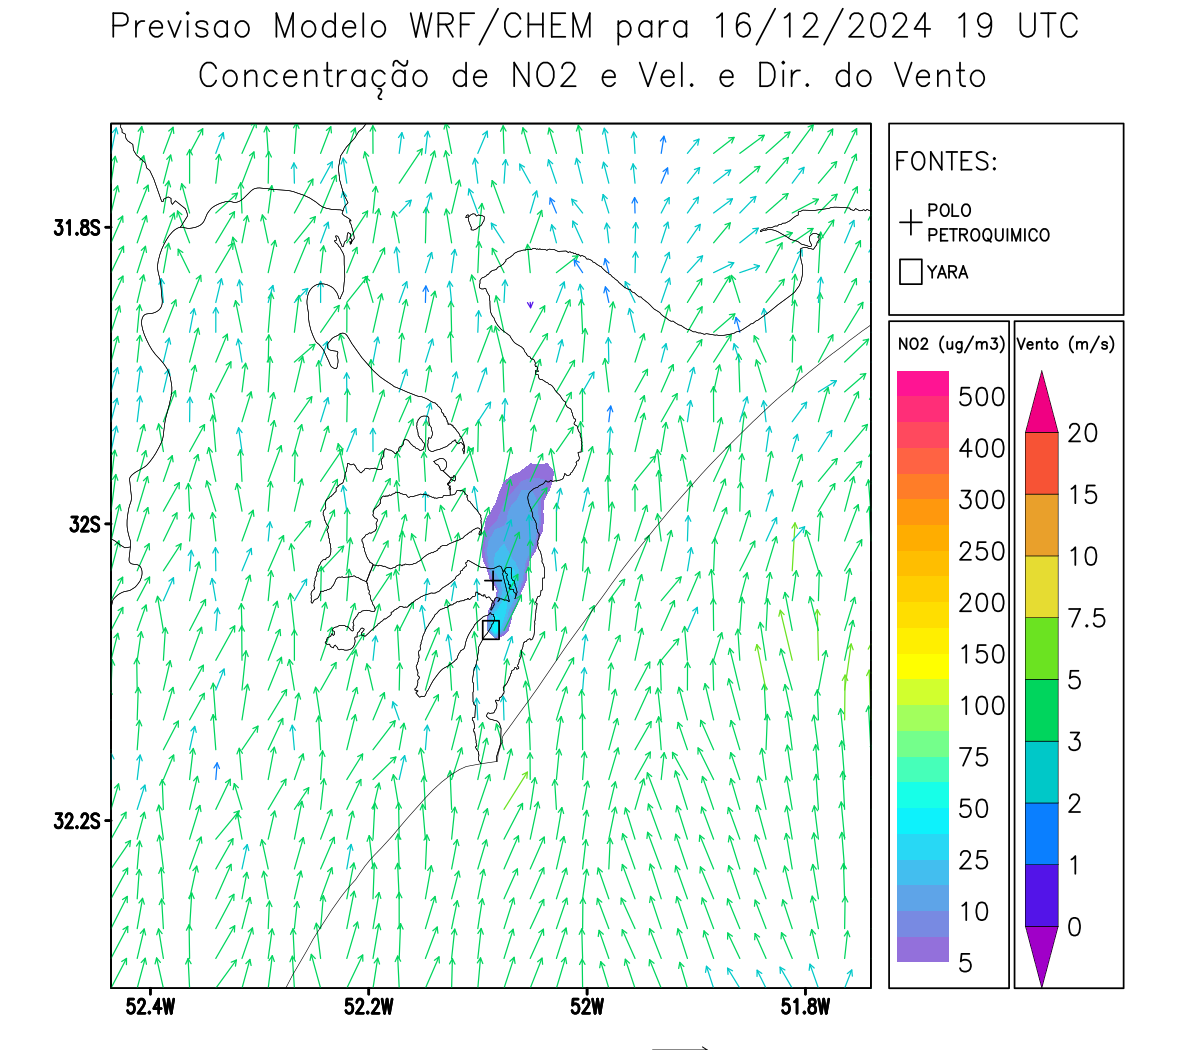 Previsao Modelo WRF/CHEM para 16/12/2024 19 UTC
Concentração de NO2 e Vel. e Dir. do Vento
FONTES:
POLO
PETROQUIMICO
YARA
NO2 (ug/m3)
500
400
300
250
200
150
100
75
50
25
10
5
Vento (m/s)
20
15
10
7.5
5
3
2
1
0
31.8S
32S
32.2S
52.4W
52.2W
52W
51.8W